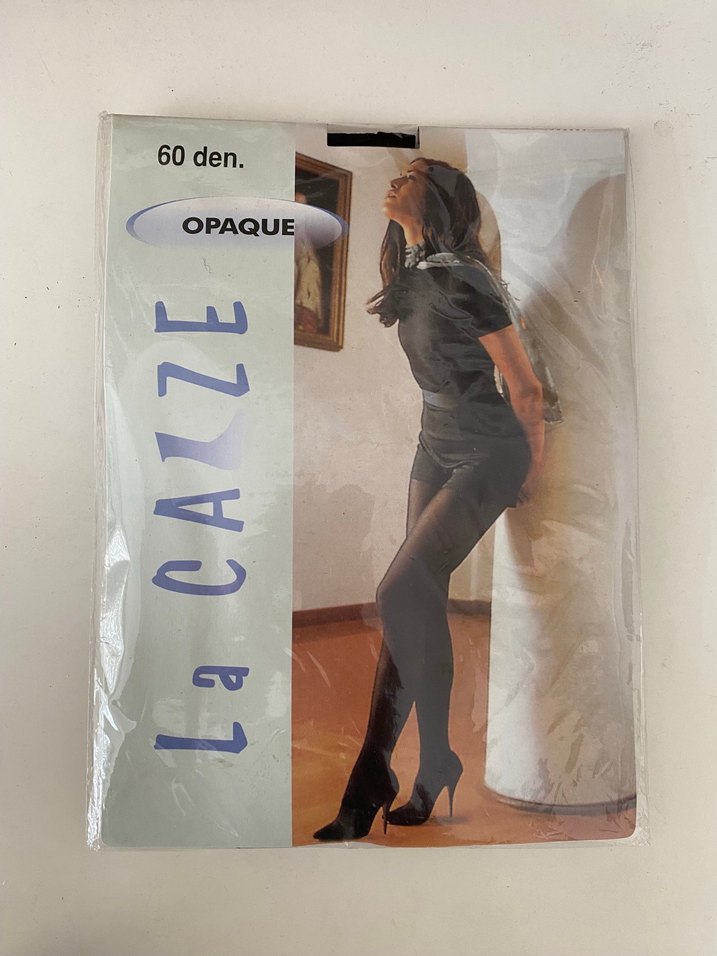 60 den.
OPAQUE
La CALZE